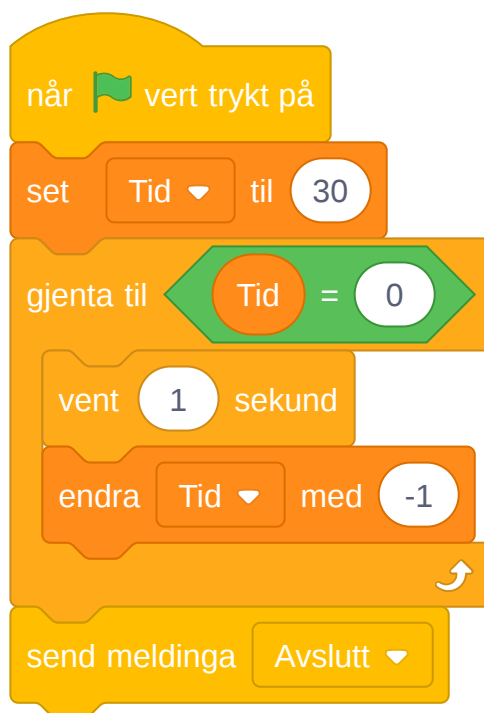 når vert trykt på
set Tid til 30
gjenta til Tid = 0
vent 1 sekund
endra Tid med -1
send meldinga Avslutt